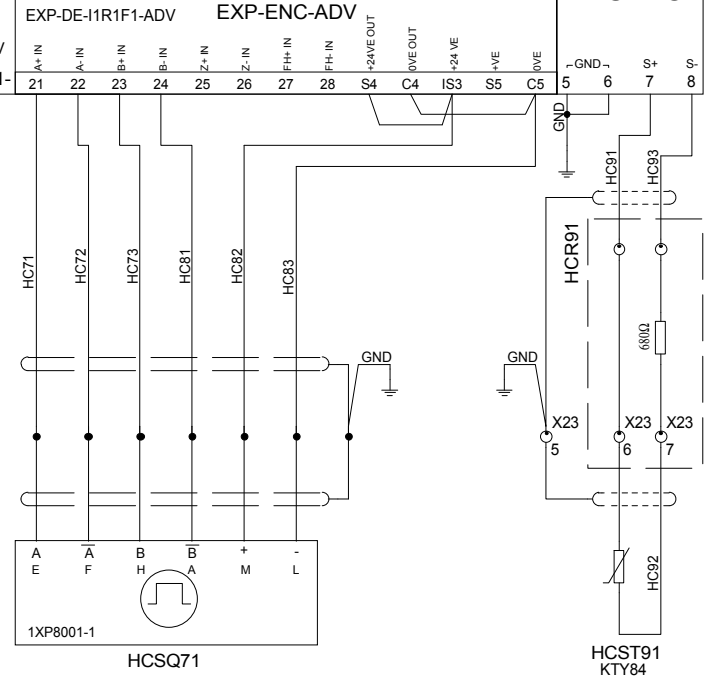 EXP-DE-I1R1F1-ADV
EXP-ENC-ADV
A+ IN
A- IN
B+ IN
B- IN
Z+ IN
Z- IN
FH+ IN
FH- IN
+24VE OUT
0VE OUT
+24 VE
+VE
0VE
GND
S+
S-
21 22 23 24 25 26 27 28 S4 C4 IS3 S5 C5 5 6 7 8
GND
HC91
HC93
HCR91
HC71
HC72
HC73
HC81
HC82
HC83
680Ω
GND
GND
X23
5
X23
6
X23
7
A A B B + -
E F H A M L
1XP8001-1
HCSQ71
HC92
HCST91
KTY84